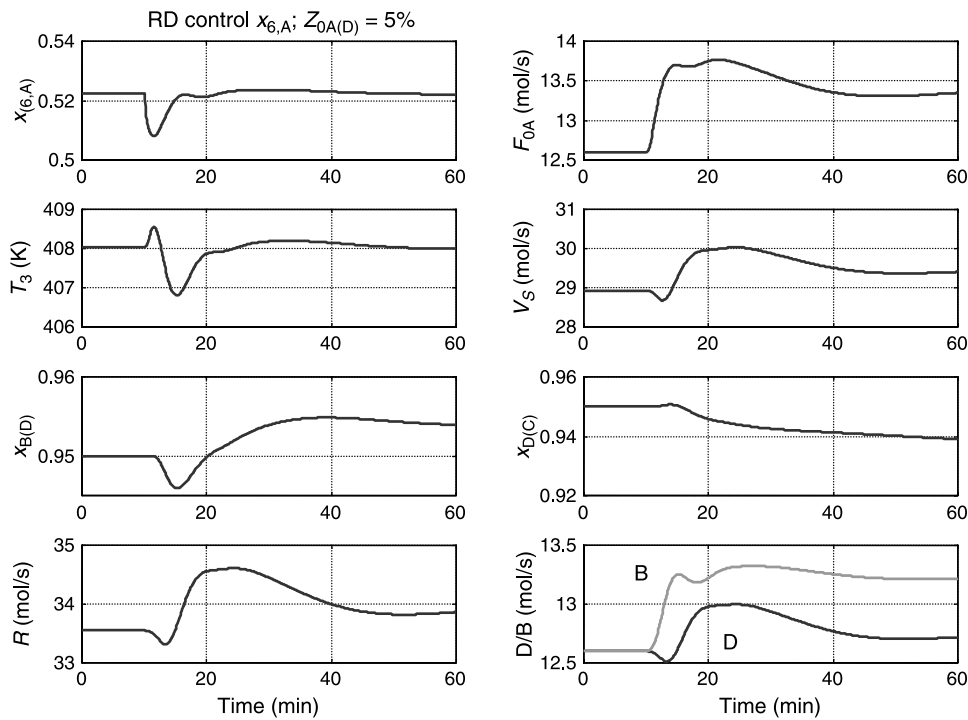 RD control x6,A; Z0A(D) = 5%
x(6,A)
0.54
0.52
0.5
0 20 40 60
F0A (mol/s)
14
13.5
13
12.5
0 20 40 60
T3 (K)
409
408
407
406
0 20 40 60
VS (mol/s)
31
30
29
28
0 20 40 60
xB(D)
0.96
0.95
0 20 40 60
xD(C)
0.96
0.94
0.92
0 20 40 60
R (mol/s)
35
34
33
0 20 40 60
Time (min)
D/B (mol/s)
13.5
13
12.5
B
D
0 20 40 60
Time (min)